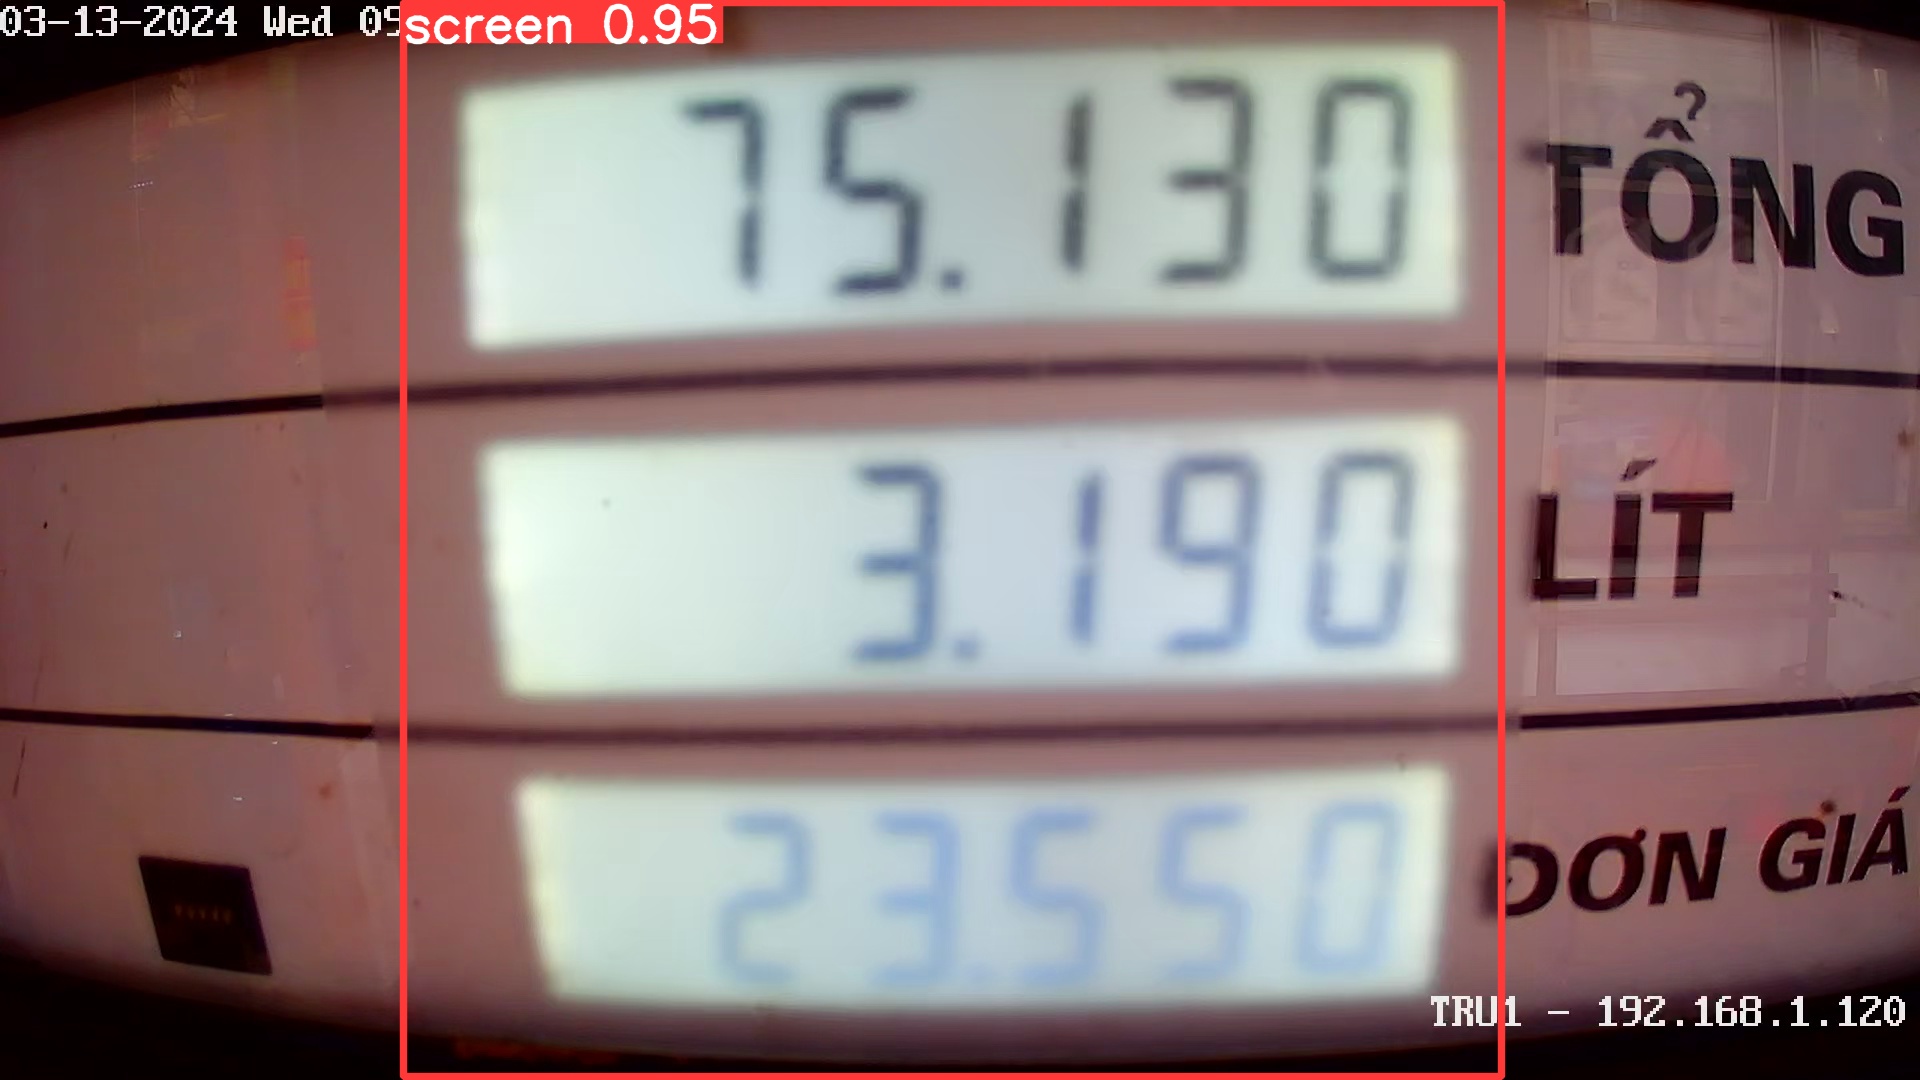 03-13-2024 Wed 09
screen 0.95
75.130
TỔNG
3.190
LÍT
23.550
ĐƠN GIÁ
TRU1 - 192.168.1.120